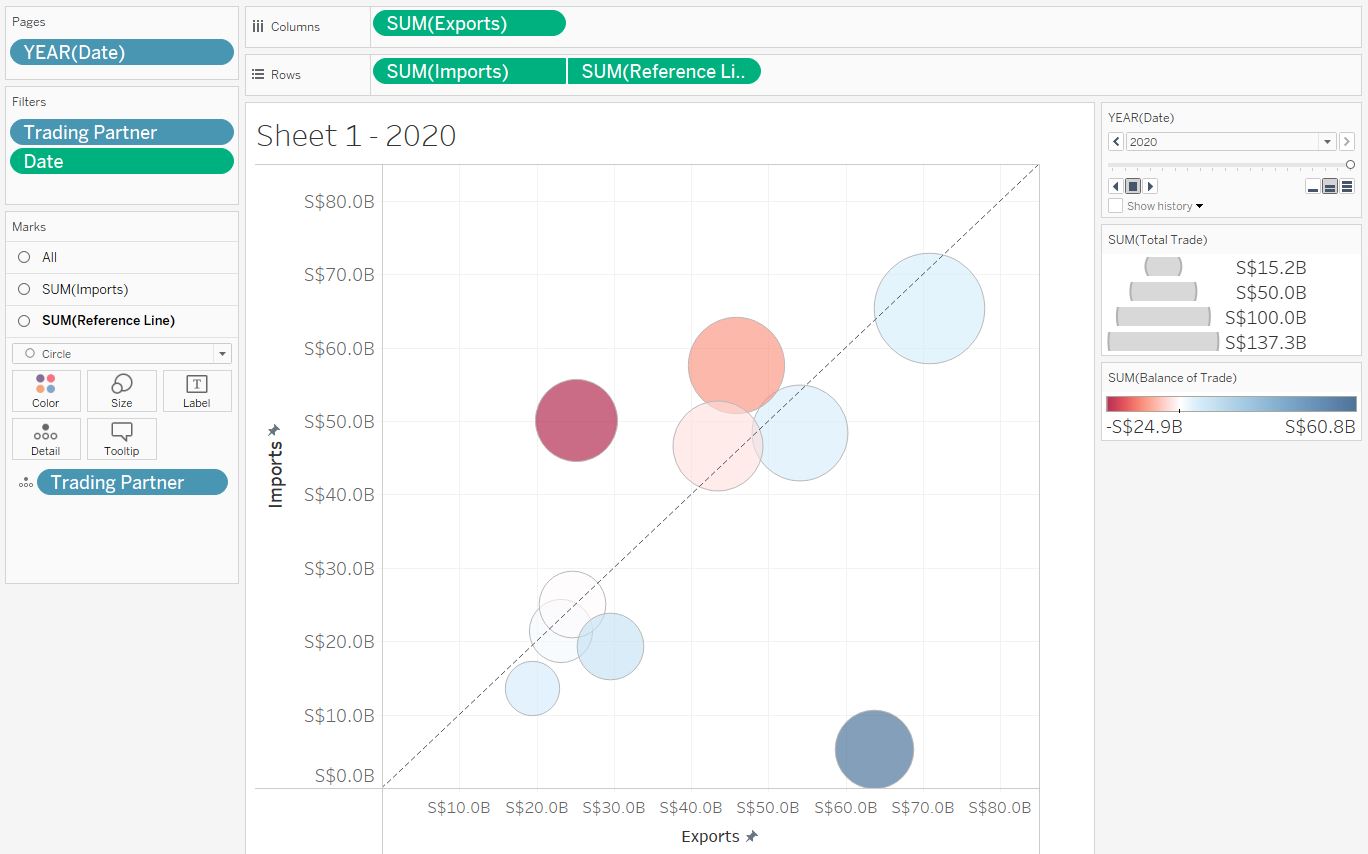 Pages
YEAR(Date)
Filters
Trading Partner
Date
Marks
All
SUM(Imports)
SUM(Reference Line)
Circle
Color
Size
T
Label
Detail
Tooltip
Trading Partner
Columns
SUM(Exports)
Rows
SUM(Imports)
SUM(Reference Li..
Sheet 1 - 2020
Imports
S$80.0B
S$70.0B
S$60.0B
S$50.0B
S$40.0B
S$30.0B
S$20.0B
S$10.0B
S$0.0B
S$10.0B S$20.0B S$30.0B S$40.0B S$50.0B S$60.0B S$70.0B S$80.0B
Exports
YEAR(Date)
2020
Show history
SUM(Total Trade)
S$15.2B
S$50.0B
S$100.0B
S$137.3B
SUM(Balance of Trade)
-S$24.9B S$60.8B